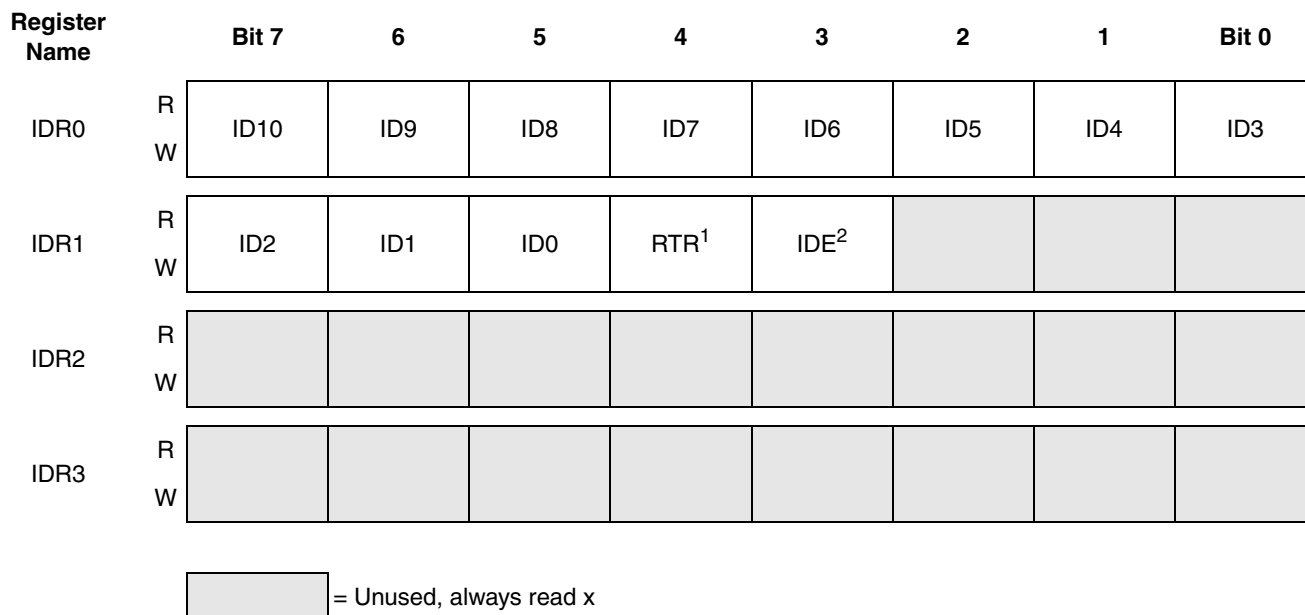 Register Name Bit 7 6 5 4 3 2 1 Bit 0
IDR0 R W ID10 ID9 ID8 ID7 ID6 ID5 ID4 ID3
IDR1 R W ID2 ID1 ID0 RTR1 IDE2
IDR2 R W
IDR3 R W
= Unused, always read x